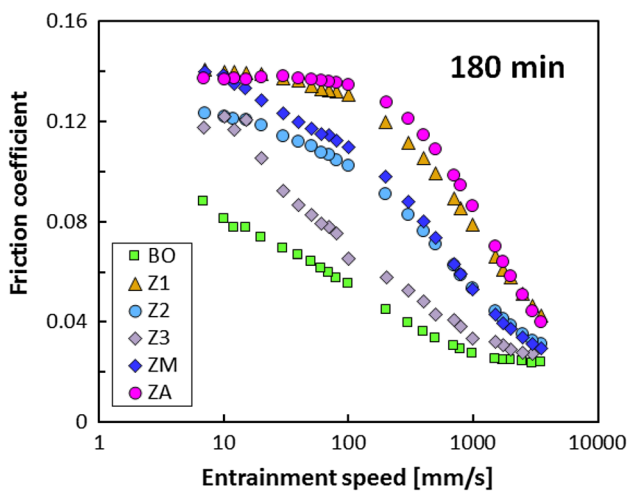 0.16
180 min
0.12
0.08
0.04
0
Friction coefficient
BO
Z1
Z2
Z3
ZM
ZA
1
10
100
1000
10000
Entrainment speed [mm/s]